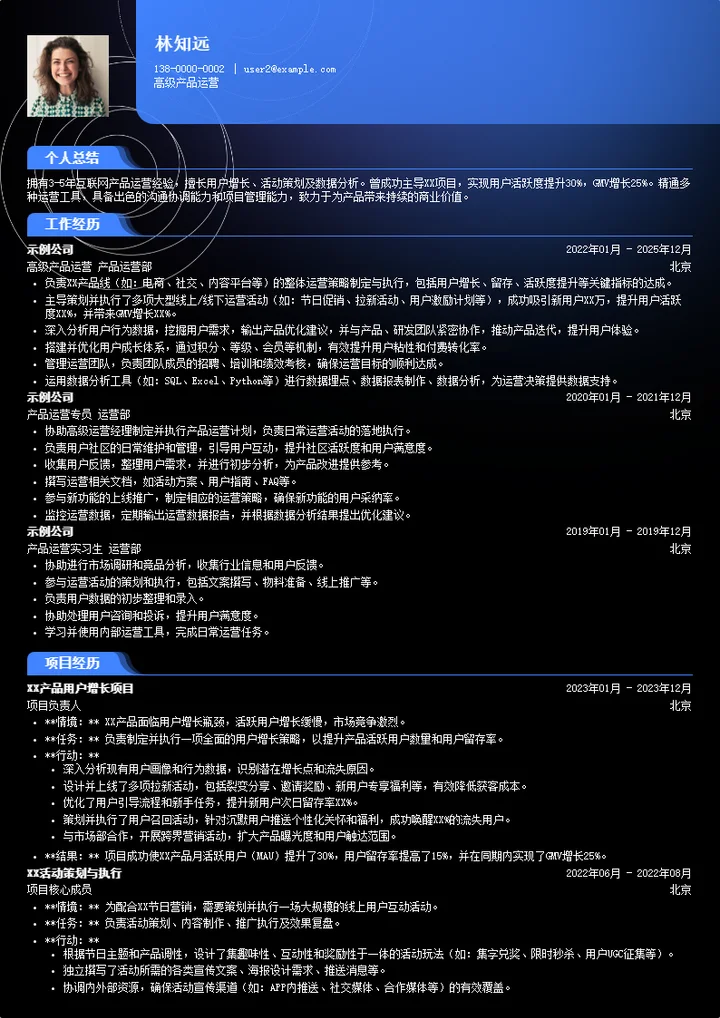 林知远
138-0000-0002 | user2@example.com
高级产品运营
个人总结
拥有3-5年互联网产品运营经验，擅长用户增长、活动策划及数据分析。曾成功主导XX项目，实现用户活跃度提升30%，GMV增长25%。精通多
种运营工具，具备出色的沟通协调能力和项目管理能力，致力于为产品带来持续的商业价值。
工作经历
示例公司 2022年01月 - 2025年12月
高级产品运营 产品运营部 北京
• 负责XX产品线（如：电商、社交、内容平台等）的整体运营策略制定与执行，包括用户增长、留存、活跃度提升等关键指标的达成。
• 主导策划并执行了多项大型线上/线下运营活动（如：节日促销、拉新活动、用户激励计划等），成功吸引新用户XX万，提升用户活跃
度XX%，并带来GMV增长XX%。
• 深入分析用户行为数据，挖掘用户需求，输出产品优化建议，并与产品、研发团队紧密协作，推动产品迭代，提升用户体验。
• 搭建并优化用户成长体系，通过积分、等级、会员等机制，有效提升用户粘性和付费转化率。
• 管理运营团队，负责团队成员的招聘、培训和绩效考核，确保运营目标的顺利达成。
• 运用数据分析工具（如：SQL、Excel、Python等）进行数据埋点、数据报表制作、数据分析，为运营决策提供数据支持。
示例公司 2020年01月 - 2021年12月
产品运营专员 运营部 北京
• 协助高级运营经理制定并执行产品运营计划，负责日常运营活动的落地执行。
• 负责用户社区的日常维护和管理，引导用户互动，提升社区活跃度和用户满意度。
• 收集用户反馈，整理用户需求，并进行初步分析，为产品改进提供参考。
• 撰写运营相关文档，如活动方案、用户指南、FAQ等。
• 参与新功能的上线推广，制定相应的运营策略，确保新功能的用户采纳率。
• 监控运营数据，定期输出运营数据报告，并根据数据分析结果提出优化建议。
示例公司 2019年01月 - 2019年12月
产品运营实习生 运营部 北京
• 协助进行市场调研和竞品分析，收集行业信息和用户反馈。
• 参与运营活动的策划和执行，包括文案撰写、物料准备、线上推广等。
• 负责用户数据的初步整理和录入。
• 协助处理用户咨询和投诉，提升用户满意度。
• 学习并使用内部运营工具，完成日常运营任务。
项目经历
XX产品用户增长项目 2023年01月 - 2023年12月
项目负责人 北京
• **情境：** XX产品面临用户增长瓶颈，活跃用户增长缓慢，市场竞争激烈。
• **任务：** 负责制定并执行一项全面的用户增长策略，以提升产品活跃用户数量和用户留存率。
• **行动：**
• 深入分析现有用户画像和行为数据，识别潜在增长点和流失原因。
• 设计并上线了多项拉新活动，包括裂变分享、邀请奖励、新用户专享福利等，有效降低获客成本。
• 优化了用户引导流程和新手任务，提升新用户次日留存率XX%。
• 策划并执行了用户召回活动，针对沉默用户推送个性化关怀和福利，成功唤醒XX%的流失用户。
• 与市场部合作，开展跨界营销活动，扩大产品曝光度和用户触达范围。
• **结果：** 项目成功使XX产品月活跃用户（MAU）提升了30%，用户留存率提高了15%，并在同期内实现了GMV增长25%。
XX活动策划与执行 2022年06月 - 2022年08月
项目核心成员 北京
• **情境：** 为配合XX节日营销，需要策划并执行一场大规模的线上用户互动活动。
• **任务：** 负责活动策划、内容制作、推广执行及效果复盘。
• **行动：**
• 根据节日主题和产品调性，设计了集趣味性、互动性和奖励性于一体的活动玩法（如：集字兑奖、限时秒杀、用户UGC征集等）。
• 独立撰写了活动所需的各类宣传文案、海报设计需求、推送消息等。
• 协调内外部资源，确保活动宣传渠道（如：APP内推送、社交媒体、合作媒体等）的有效覆盖。